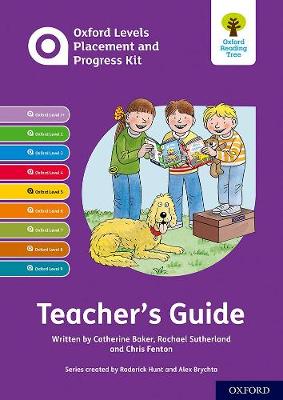 Oxford Levels
Placement and
Progress Kit
Oxford
Reading
Tree
Oxford Level 1+
Oxford Level 2
Oxford Level 3
Oxford Level 4
Oxford Level 5
Oxford Level 6
Oxford Level 7
Oxford Level 8
Oxford Level 9
Teacher's Guide
Written by Catherine Baker, Rachael Sutherland
and Chris Fenton
Series created by Roderick Hunt and Alex Brychta
OXFORD